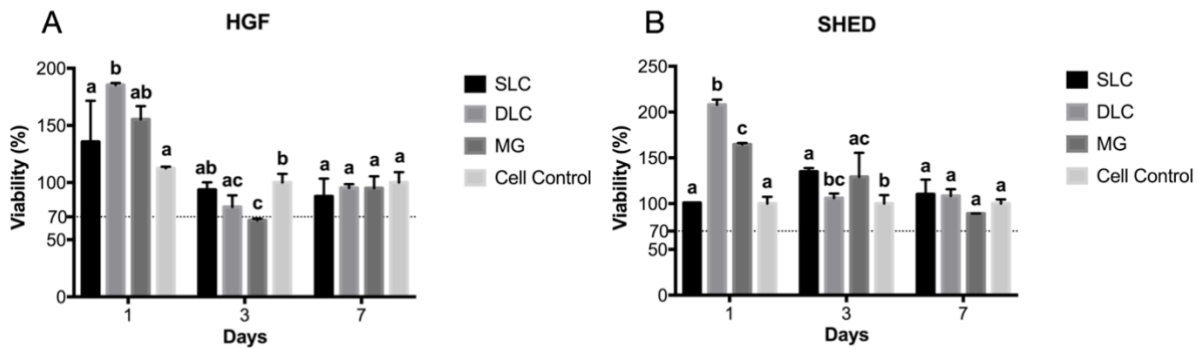 A
HGF
200
150
100
70
50
0
Viability (%)
a b ab a
ab ac c b
a a a a
1 3 7
Days
SLC
DLC
MG
Cell Control
B
SHED
250
200
150
100
70
50
0
Viability (%)
a b c a
a bc ac b
a a a a
1 3 7
Days
SLC
DLC
MG
Cell Control